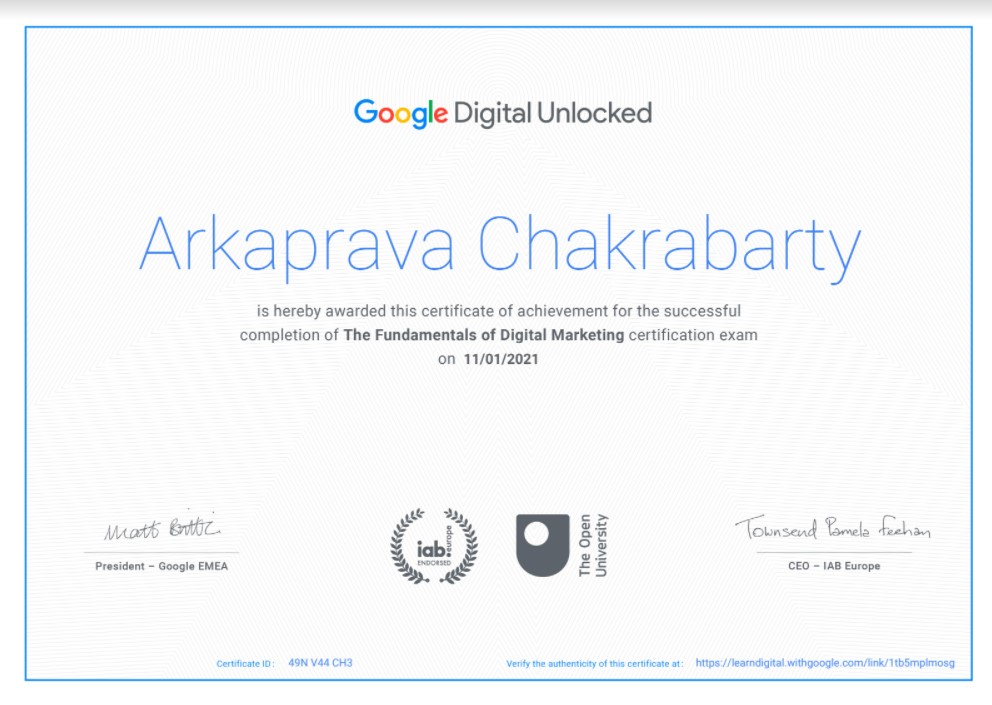 Google Digital Unlocked
Arkaprava Chakrabarty
is hereby awarded this certificate of achievement for the successful
completion of The Fundamentals of Digital Marketing certification exam
on 11/01/2021
Matt Brittin
President – Google EMEA
iab.europe
ENDORSED
The Open
University
Townsend Pamela Feehan
CEO – IAB Europe
Certificate ID: 49N V44 CH3
Verify the authenticity of this certificate at: https://learndigital.withgoogle.com/link/1tb5mplmosg